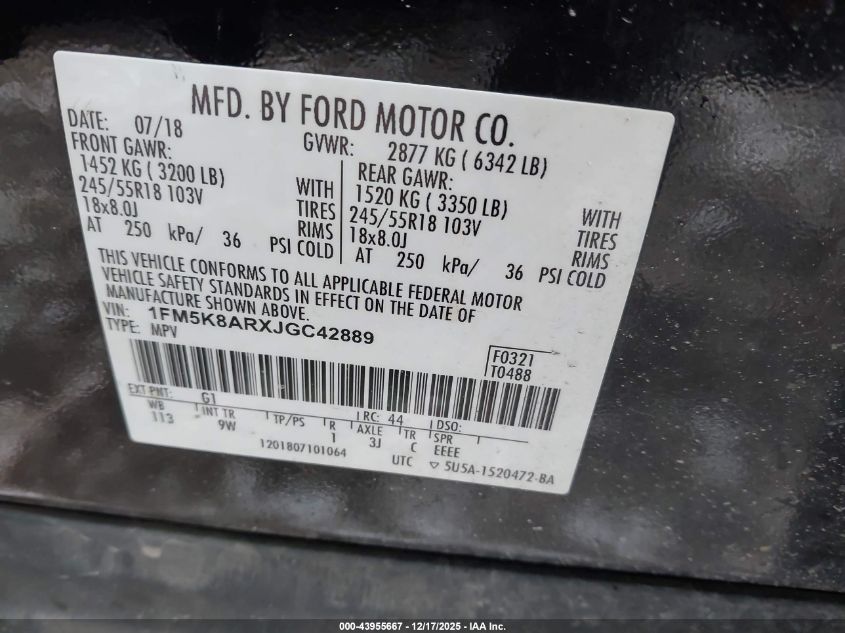 MFD. BY FORD MOTOR CO.
DATE: 07/18 GVWR: 2877 KG ( 6342 LB)
FRONT GAWR: REAR GAWR:
1452 KG ( 3200 LB) WITH 1520 KG ( 3350 LB) WITH
245/55R18 103V TIRES 245/55R18 103V TIRES
18x8.0J RIMS 18x8.0J RIMS
AT 250 kPa/ 36 PSI COLD AT 250 kPa/ 36 PSI COLD
THIS VEHICLE CONFORMS TO ALL APPLICABLE FEDERAL MOTOR
VEHICLE SAFETY STANDARDS IN EFFECT ON THE DATE OF
MANUFACTURE SHOWN ABOVE.
VIN: 1FM5K8ARXJGC42889
TYPE: MPV
F0321
T0488
EXT PNT: G1 RC: 44 DSO:
WB INT TR TP/PS R AXLE TR SPR
113 9W 1 3J C EEEE
1201807101064 UTC ▽ 5U5A-1520472-BA
000-43955667 - 12/17/2025 - IAA Inc.